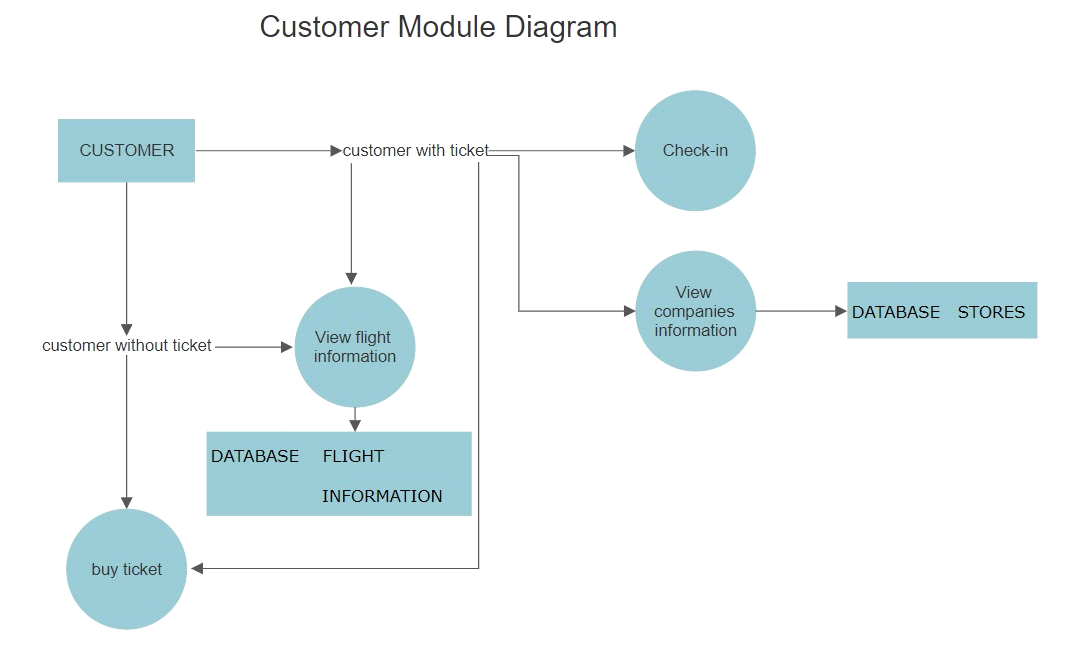 Customer Module Diagram
CUSTOMER
customer with ticket
Check-in
View
companies
information
DATABASE STORES
customer without ticket
View flight
information
DATABASE FLIGHT
INFORMATION
buy ticket